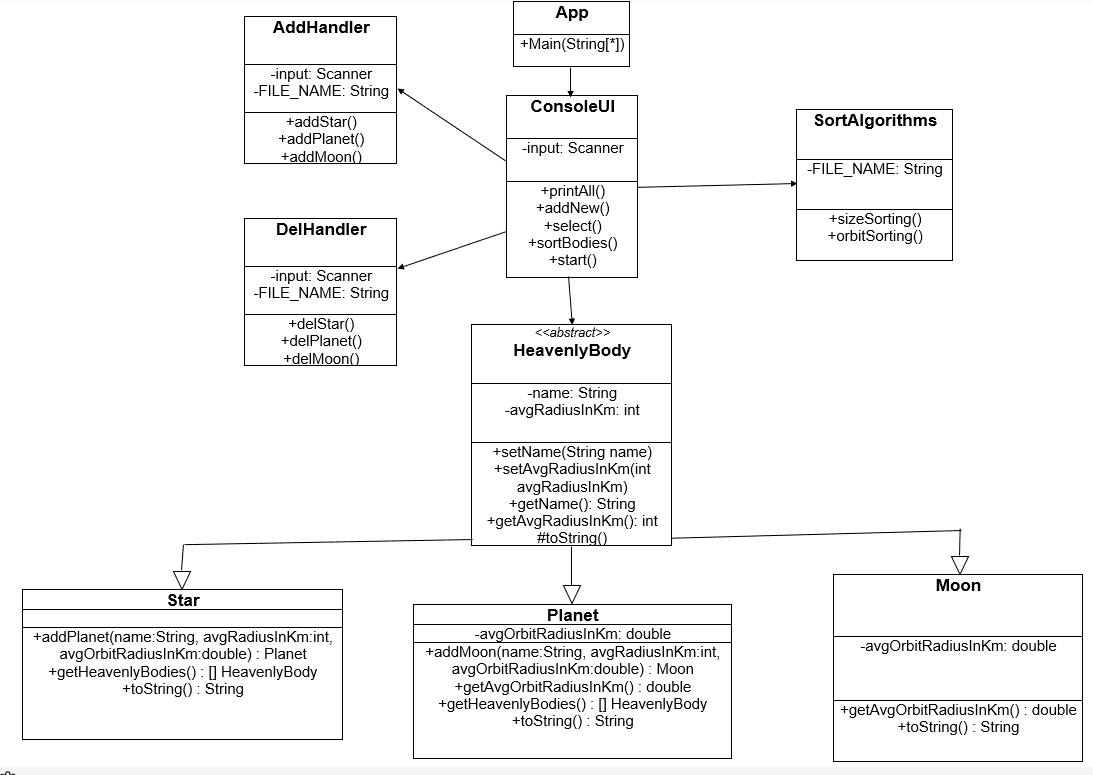 App
+Main(String[*])
AddHandler
-input: Scanner
-FILE_NAME: String
+addStar()
+addPlanet()
+addMoon()
ConsoleUI
-input: Scanner
+printAll()
+addNew()
+select()
+sortBodies()
+start()
SortAlgorithms
-FILE_NAME: String
+sizeSorting()
+orbitSorting()
DelHandler
-input: Scanner
-FILE_NAME: String
+delStar()
+delPlanet()
+delMoon()
<<abstract>>
HeavenlyBody
-name: String
-avgRadiusInKm: int
+setName(String name)
+setAvgRadiusInKm(int
avgRadiusInKm)
+getName(): String
+getAvgRadiusInKm(): int
#toString()
Star
+addPlanet(name:String, avgRadiusInKm:int,
avgOrbitRadiusInKm:double) : Planet
+getHeavenlyBodies() : [] HeavenlyBody
+toString() : String
Planet
-avgOrbitRadiusInKm: double
+addMoon(name:String, avgRadiusInKm:int,
avgOrbitRadiusInKm:double) : Moon
+getAvgOrbitRadiusInKm() : double
+getHeavenlyBodies() : [] HeavenlyBody
+toString() : String
Moon
-avgOrbitRadiusInKm: double
+getAvgOrbitRadiusInKm() : double
+toString() : String